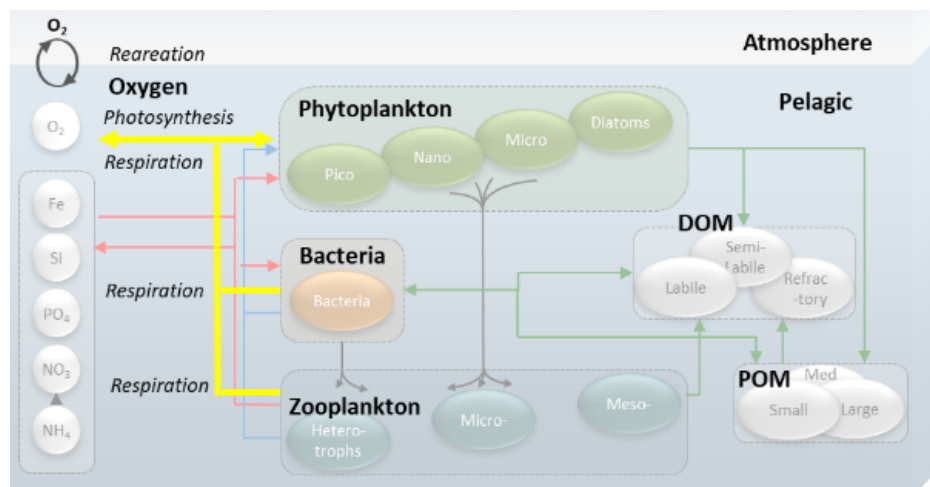 O₂
Reareation
Atmosphere
Oxygen
Pelagic
Photosynthesis
Phytoplankton
O₂
Respiration
Pico
Nano
Micro
Diatoms
Fe
SI
PO₄
NO₃
NH₄
Bacteria
Respiration
Bacteria
DOM
Semi-
Labile
Labile
Refrac
-tory
Respiration
Zooplankton
Hetero-
trophs
Micro-
Meso-
POM
Med
Small
Large